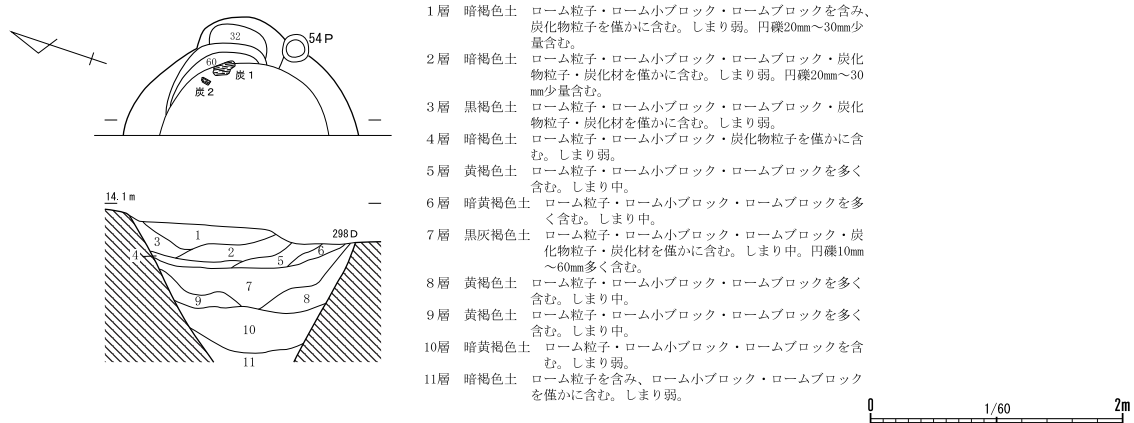 32
54P
60
炭1
炭2
14.1m
298D
1
2
3
4
5
6
7
8
9
10
11
1層 暗褐色土 ローム粒子・ローム小ブロック・ロームブロックを含み、
炭化物粒子を僅かに含む。しまり弱。円礫20mm～30mm少
量含む。
2層 暗褐色土 ローム粒子・ローム小ブロック・ロームブロック・炭化
物粒子・炭化材を僅かに含む。しまり弱。円礫20mm～30
mm少量含む。
3層 黒褐色土 ローム粒子・ローム小ブロック・ロームブロック・炭化
物粒子・炭化材を僅かに含む。しまり弱。
4層 暗褐色土 ローム粒子・ローム小ブロック・炭化物粒子を僅かに含
む。しまり弱。
5層 黄褐色土 ローム粒子・ローム小ブロック・ロームブロックを多く
含む。しまり中。
6層 暗黄褐色土 ローム粒子・ローム小ブロック・ロームブロックを多
く含む。しまり中。
7層 黒灰褐色土 ローム粒子・ローム小ブロック・ロームブロック・炭
化物粒子・炭化材を僅かに含む。しまり中。円礫10mm
～60mm多く含む。
8層 黄褐色土 ローム粒子・ローム小ブロック・ロームブロックを多く
含む。しまり中。
9層 黄褐色土 ローム粒子・ローム小ブロック・ロームブロックを多く
含む。しまり中。
10層 暗黄褐色土 ローム粒子・ローム小ブロック・ロームブロックを含
む。しまり弱。
11層 暗褐色土 ローム粒子を含み、ローム小ブロック・ロームブロック
を僅かに含む。しまり弱。
0 1/60 2m